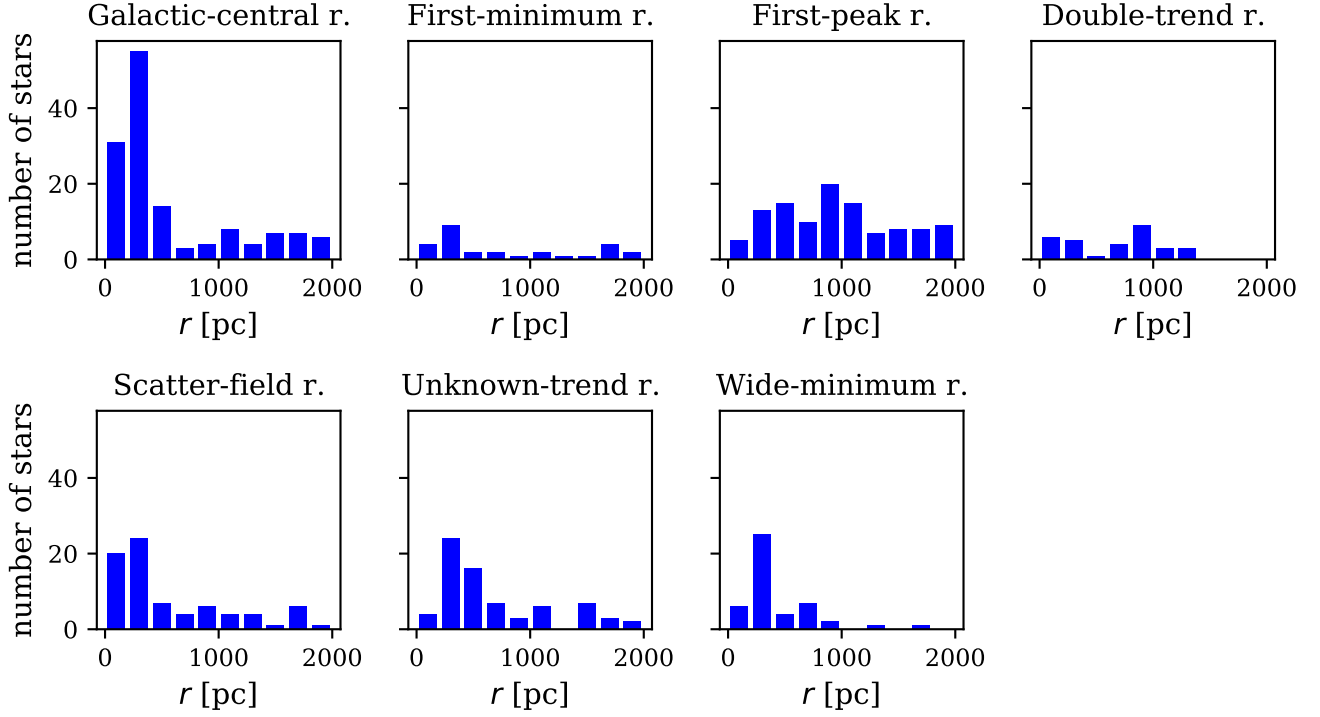 Galactic-central r.
First-minimum r.
First-peak r.
Double-trend r.
number of stars
40
20
0
0 1000 2000
0 1000 2000
0 1000 2000
0 1000 2000
r [pc]
r [pc]
r [pc]
r [pc]
Scatter-field r.
Unknown-trend r.
Wide-minimum r.
number of stars
40
20
0
0 1000 2000
0 1000 2000
0 1000 2000
r [pc]
r [pc]
r [pc]